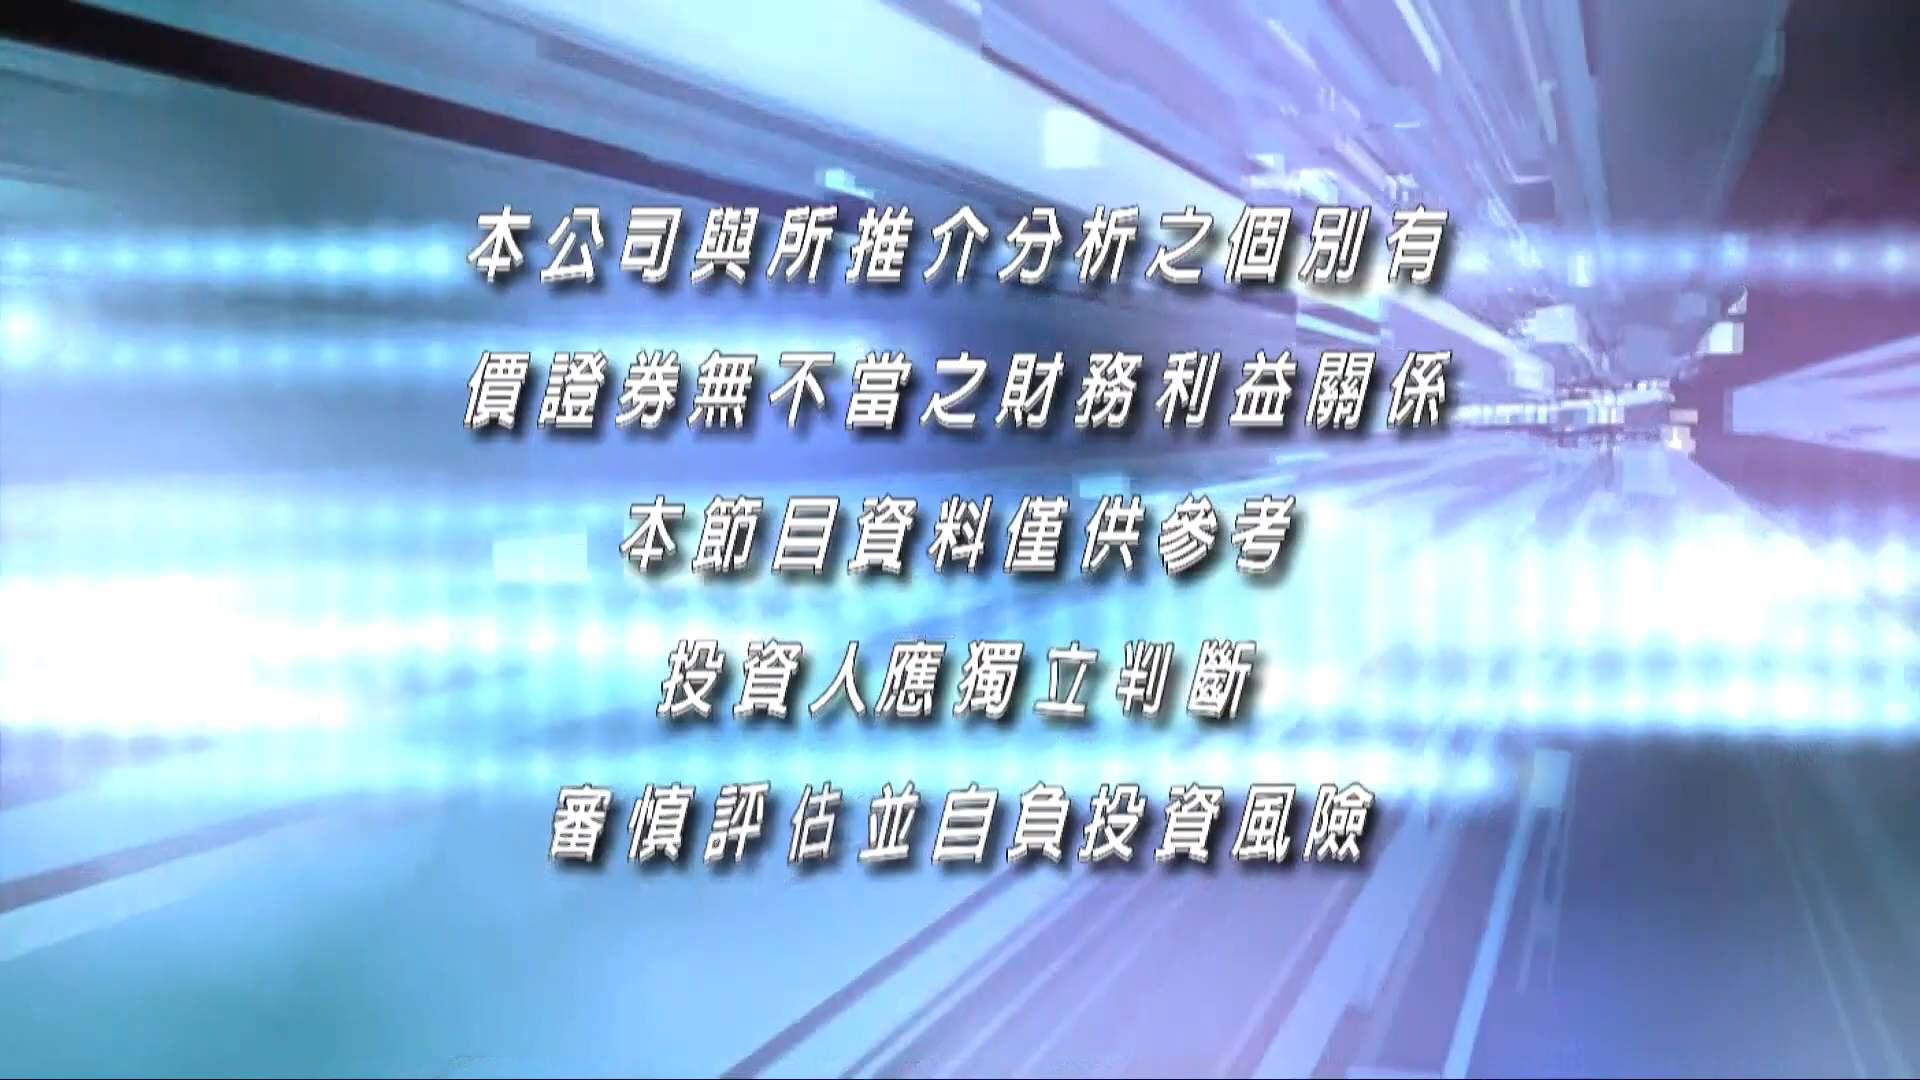 本公司與所推介分析之個別有
價證券無不當之財務利益關係
本節目資料僅供參考
投資人應獨立判斷
審慎評估並自負投資風險